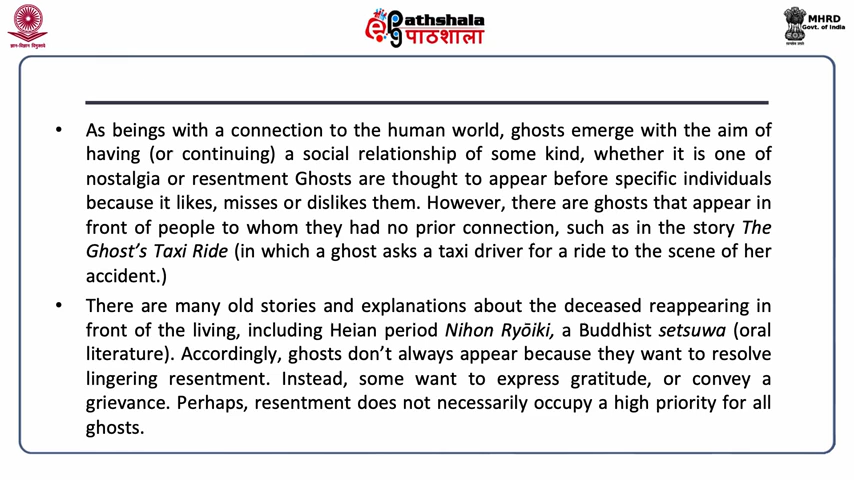 ज्ञान-विज्ञान विमुक्तये
ePathshala
पाठशाला
MHRD
Govt. of India
• As beings with a connection to the human world, ghosts emerge with the aim of
having (or continuing) a social relationship of some kind, whether it is one of
nostalgia or resentment Ghosts are thought to appear before specific individuals
because it likes, misses or dislikes them. However, there are ghosts that appear in
front of people to whom they had no prior connection, such as in the story The
Ghost’s Taxi Ride (in which a ghost asks a taxi driver for a ride to the scene of her
accident.)
• There are many old stories and explanations about the deceased reappearing in
front of the living, including Heian period Nihon Ryōiki, a Buddhist setsuwa (oral
literature). Accordingly, ghosts don’t always appear because they want to resolve
lingering resentment. Instead, some want to express gratitude, or convey a
grievance. Perhaps, resentment does not necessarily occupy a high priority for all
ghosts.